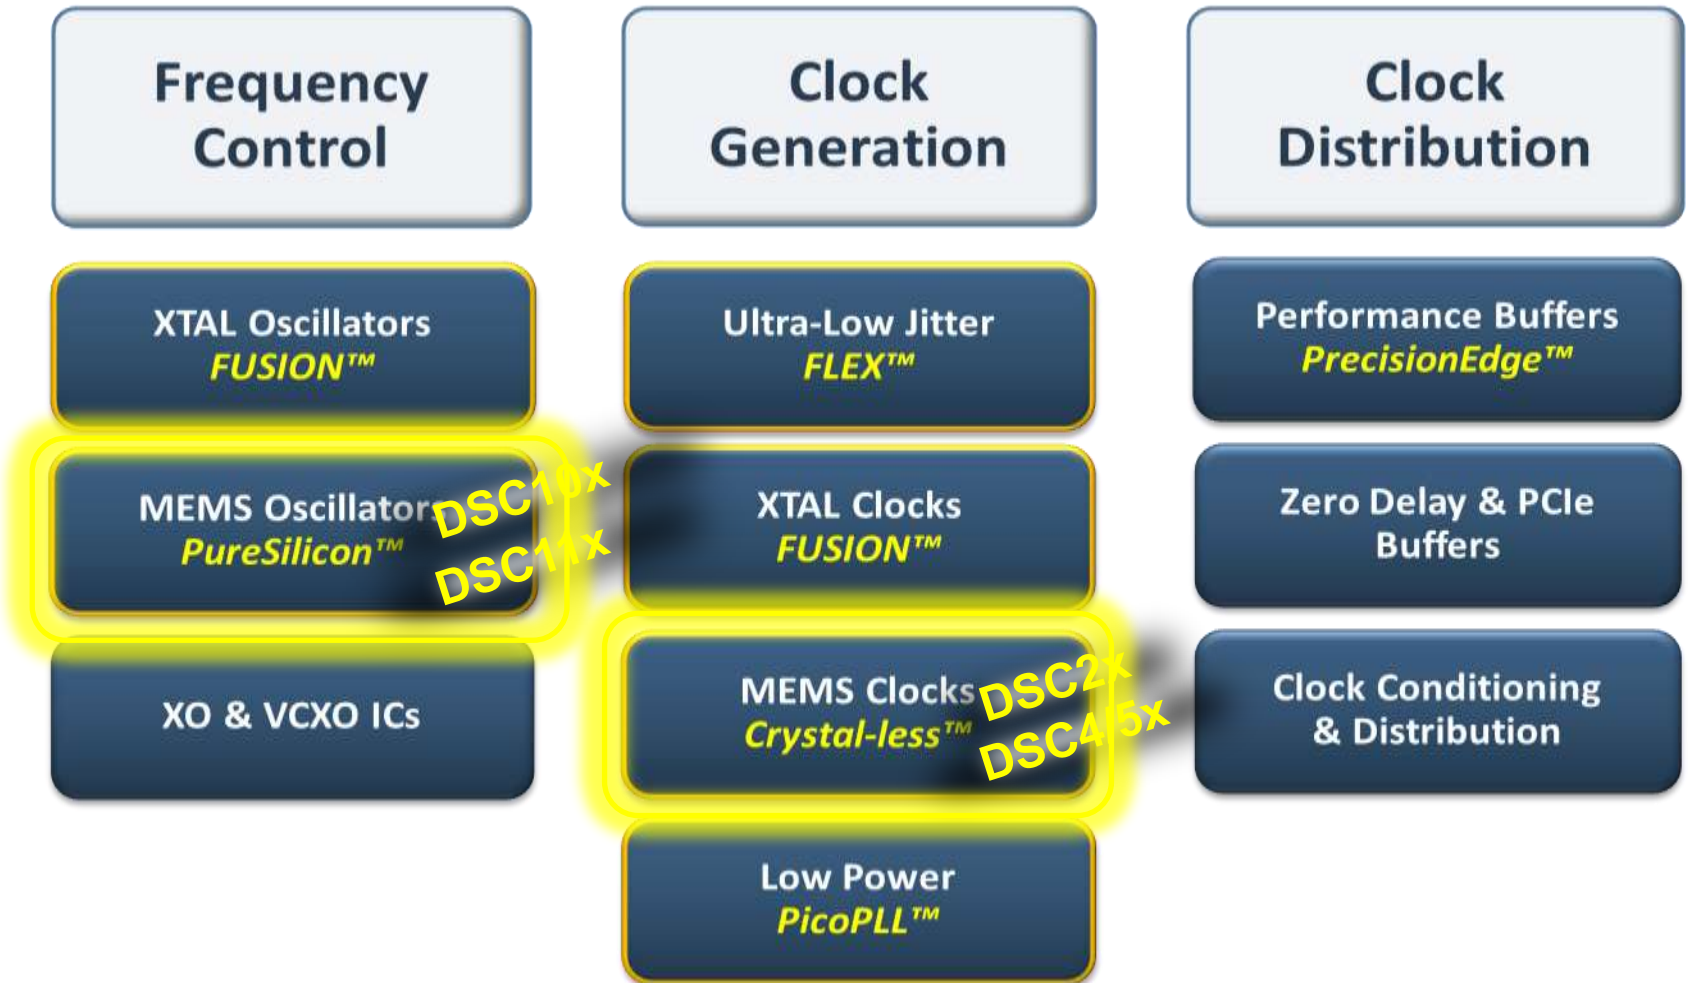 Frequency
Control
XTAL Oscillators
FUSION™
MEMS Oscillators
PureSilicon™
DSC10x
DSC11x
XO & VCXO ICs
Clock
Generation
Ultra-Low Jitter
FLEX™
XTAL Clocks
FUSION™
MEMS Clocks
Crystal-less™
DSC2x
DSC4/5x
Low Power
PicoPLL™
Clock
Distribution
Performance Buffers
PrecisionEdge™
Zero Delay & PCIe
Buffers
Clock Conditioning
& Distribution